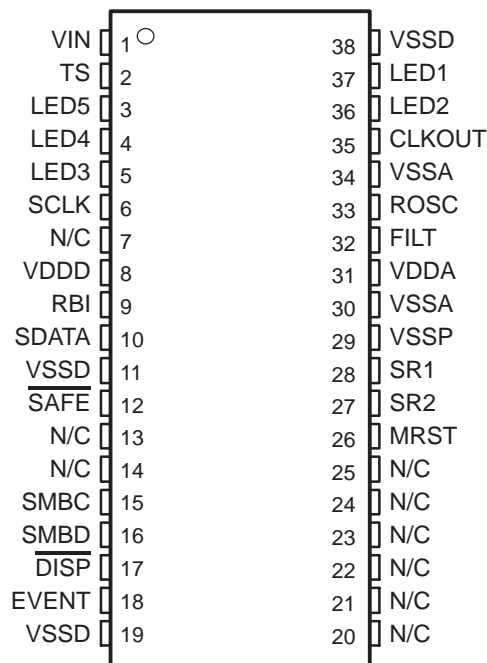 VIN 1 38 VSSD
TS 2 37 LED1
LED5 3 36 LED2
LED4 4 35 CLKOUT
LED3 5 34 VSSA
SCLK 6 33 ROSC
N/C 7 32 FILT
VDDD 8 31 VDDA
RBI 9 30 VSSA
SDATA 10 29 VSSP
VSSD 11 28 SR1
SAFE 12 27 SR2
N/C 13 26 MRST
N/C 14 25 N/C
SMBC 15 24 N/C
SMBD 16 23 N/C
DISP 17 22 N/C
EVENT 18 21 N/C
VSSD 19 20 N/C